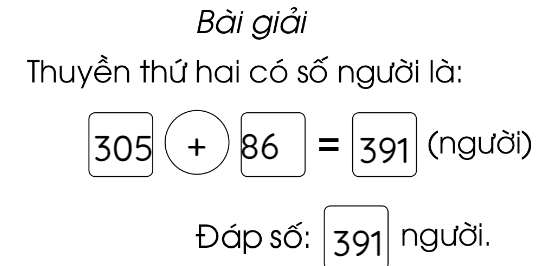 Bài giải
Thuyền thứ hai có số người là:
305 + 86 = 391 (người)
Đáp số: 391 người.